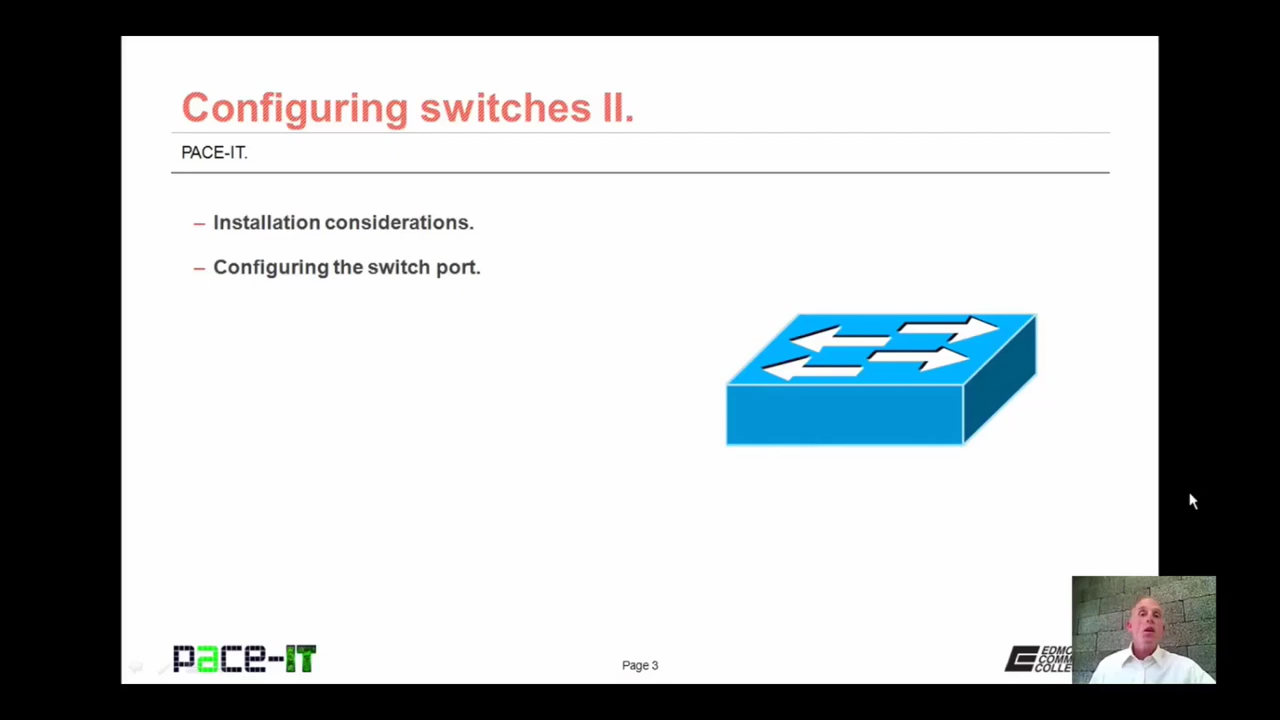 Configuring switches II.
PACE-IT.
– Installation considerations.
– Configuring the switch port.
pace-IT
Page 3